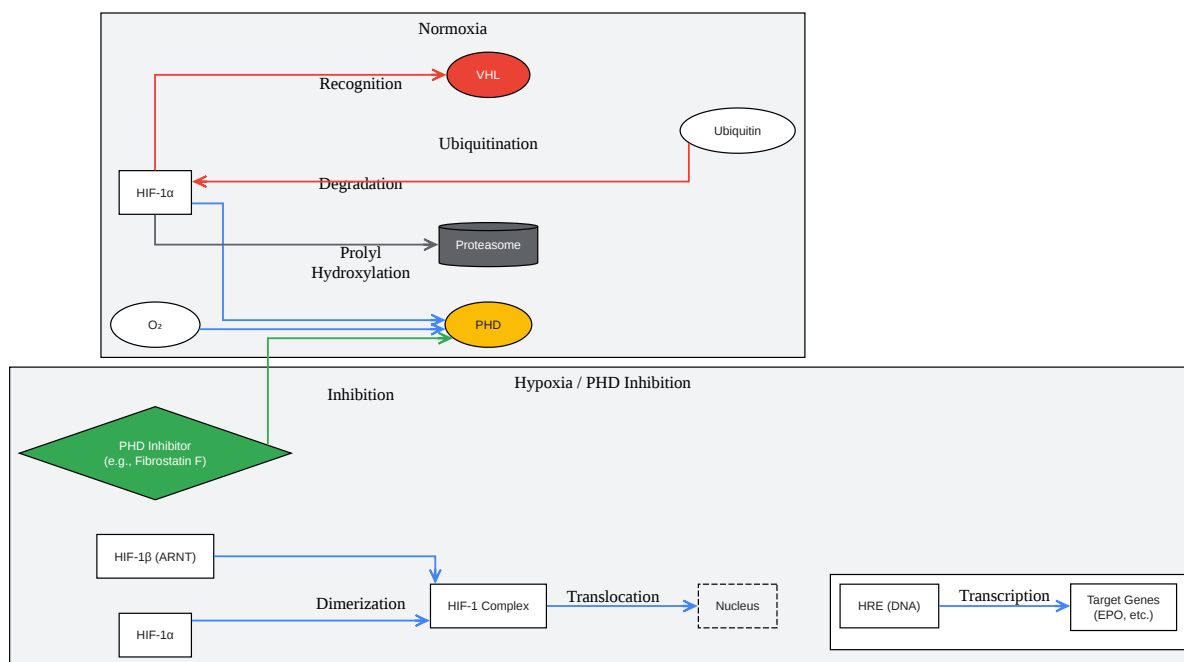 Normoxia
VHL
Recognition
Ubiquitin
Ubiquitination
HIF-1α
Degradation
Proteasome
Prolyl
Hydroxylation
O₂
PHD
Hypoxia / PHD Inhibition
Inhibition
PHD Inhibitor
(e.g., Fibrostatin F)
HIF-1β (ARNT)
Dimerization
HIF-1 Complex
Translocation
Nucleus
HRE (DNA)
Transcription
Target Genes
(EPO, etc.)
HIF-1α